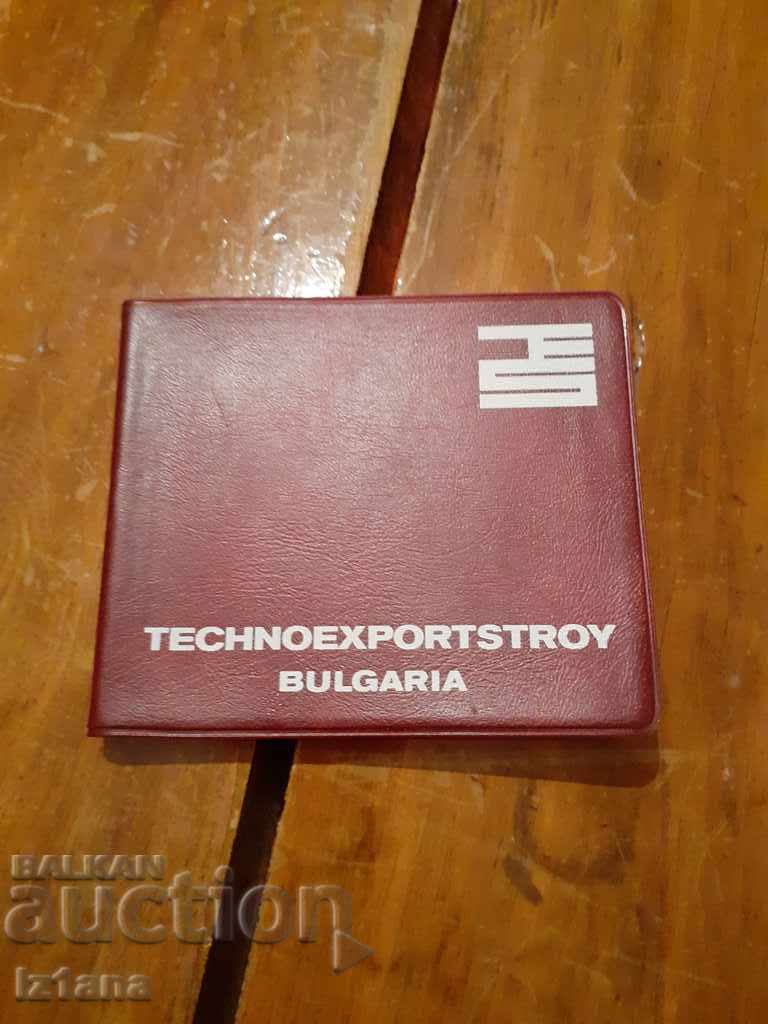 TECHNOEXPORTSTROY
BULGARIA
BALKAN
auction
Iz1ana